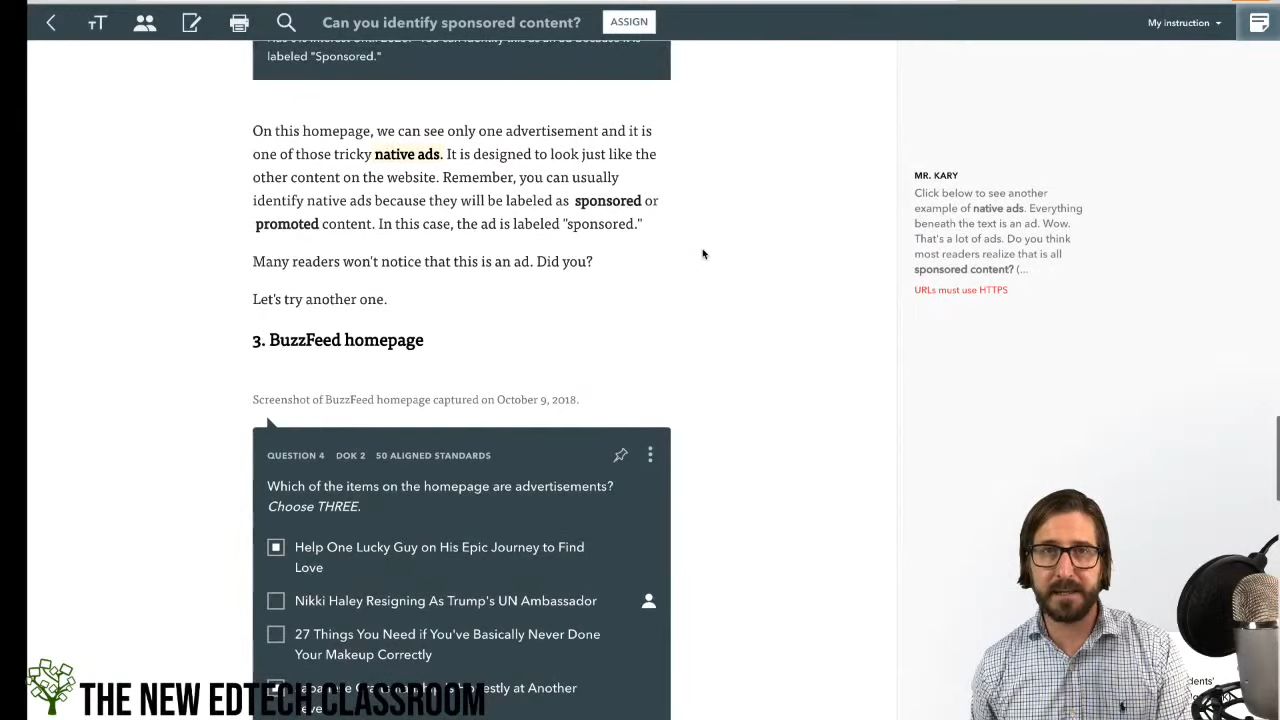 Can you identify sponsored content?
ASSIGN
My instruction
labeled "Sponsored."
On this homepage, we can see only one advertisement and it is
one of those tricky native ads. It is designed to look just like the
other content on the website. Remember, you can usually
identify native ads because they will be labeled as sponsored or
promoted content. In this case, the ad is labeled "sponsored."
Many readers won't notice that this is an ad. Did you?
Let's try another one.
3. BuzzFeed homepage
Screenshot of BuzzFeed homepage captured on October 9, 2018.
QUESTION 4 DOK 2 50 ALIGNED STANDARDS
Which of the items on the homepage are advertisements?
Choose THREE.
Help One Lucky Guy on His Epic Journey to Find
Love
Nikki Haley Resigning As Trump's UN Ambassador
27 Things You Need if You've Basically Never Done
Your Makeup Correctly
Another
MR. KARY
Click below to see another
example of native ads. Everything
beneath the text is an ad. Wow.
That's a lot of ads. Do you think
most readers realize that is all
sponsored content? (...
URLs must use HTTPS
THE NEW EDTECH CLASSROOM